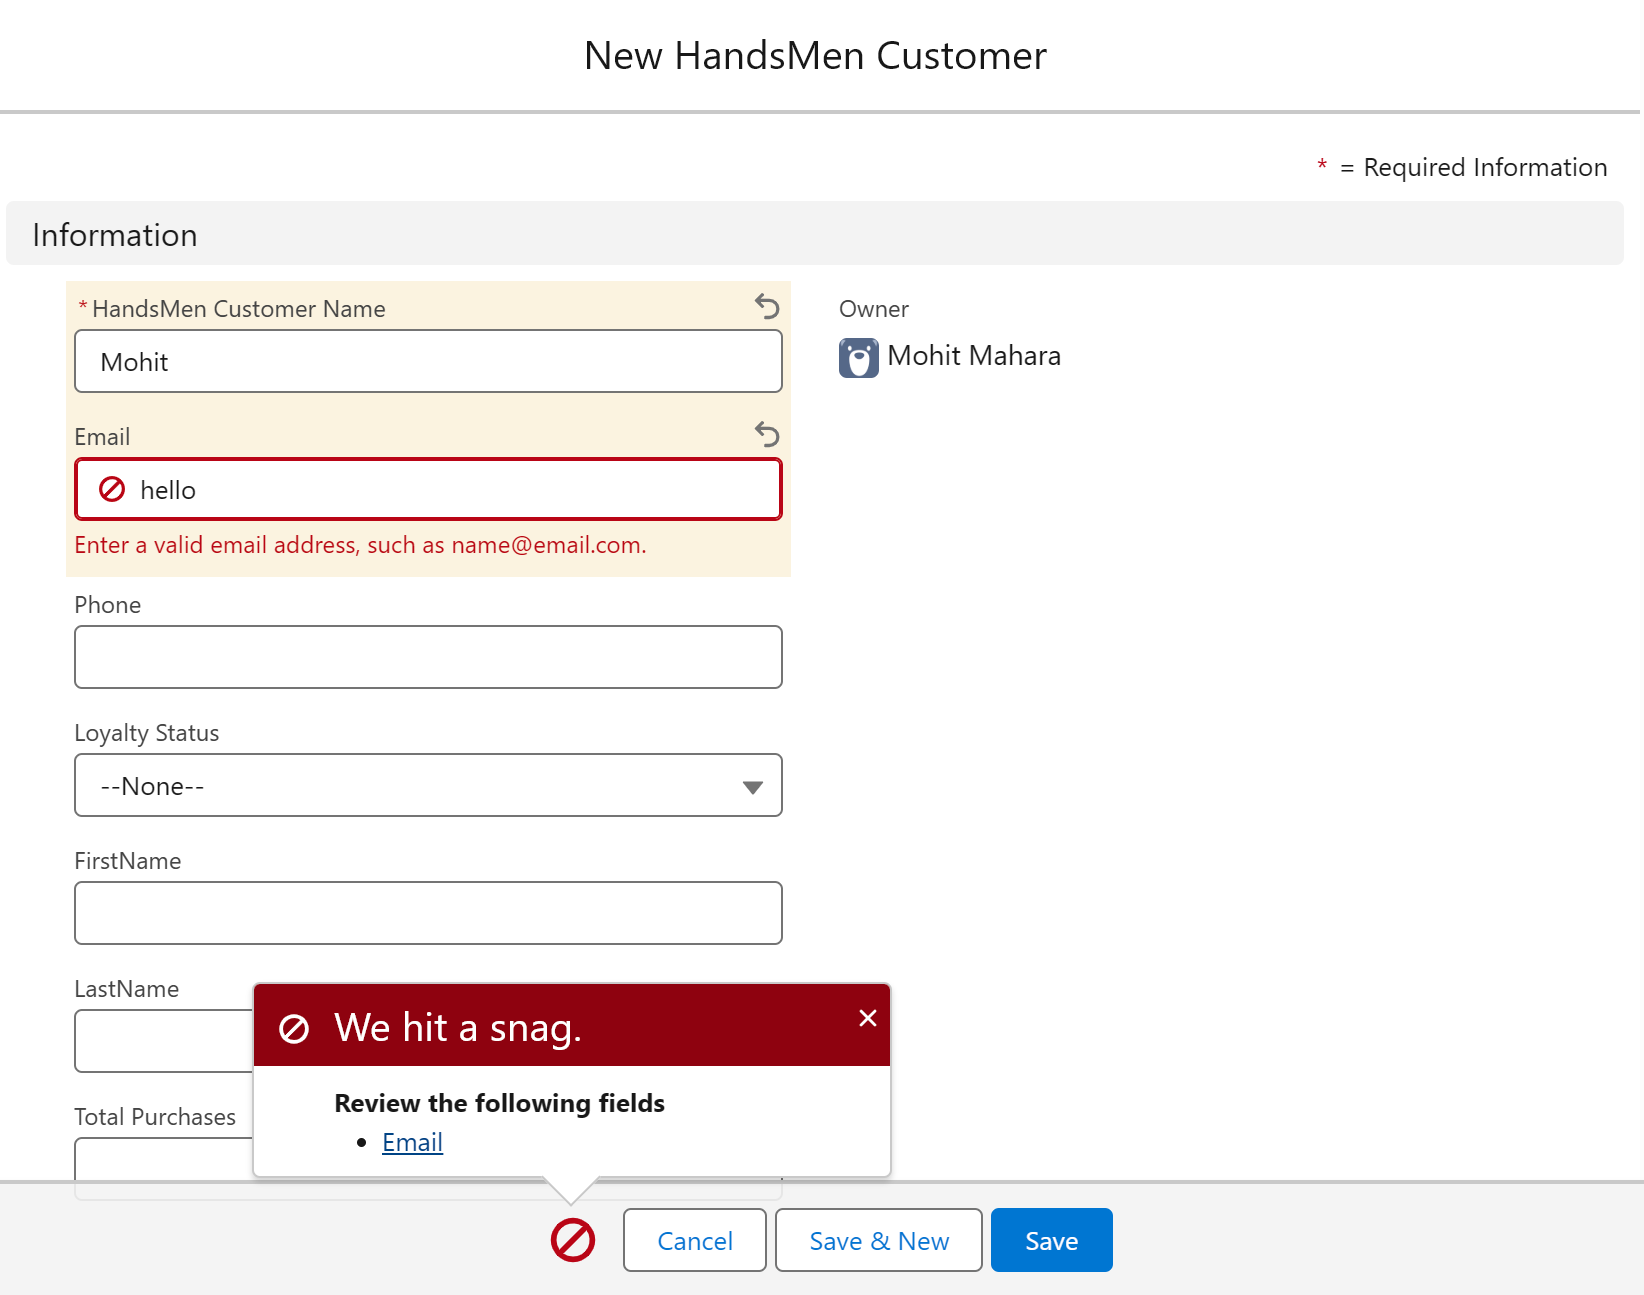 New HandsMen Customer
* = Required Information
Information
*HandsMen Customer Name
Mohit
Owner
Mohit Mahara
Email
hello
Enter a valid email address, such as name@email.com.
Phone
Loyalty Status
--None--
FirstName
LastName
We hit a snag.
Review the following fields
• Email
Total Purchases
Cancel
Save & New
Save